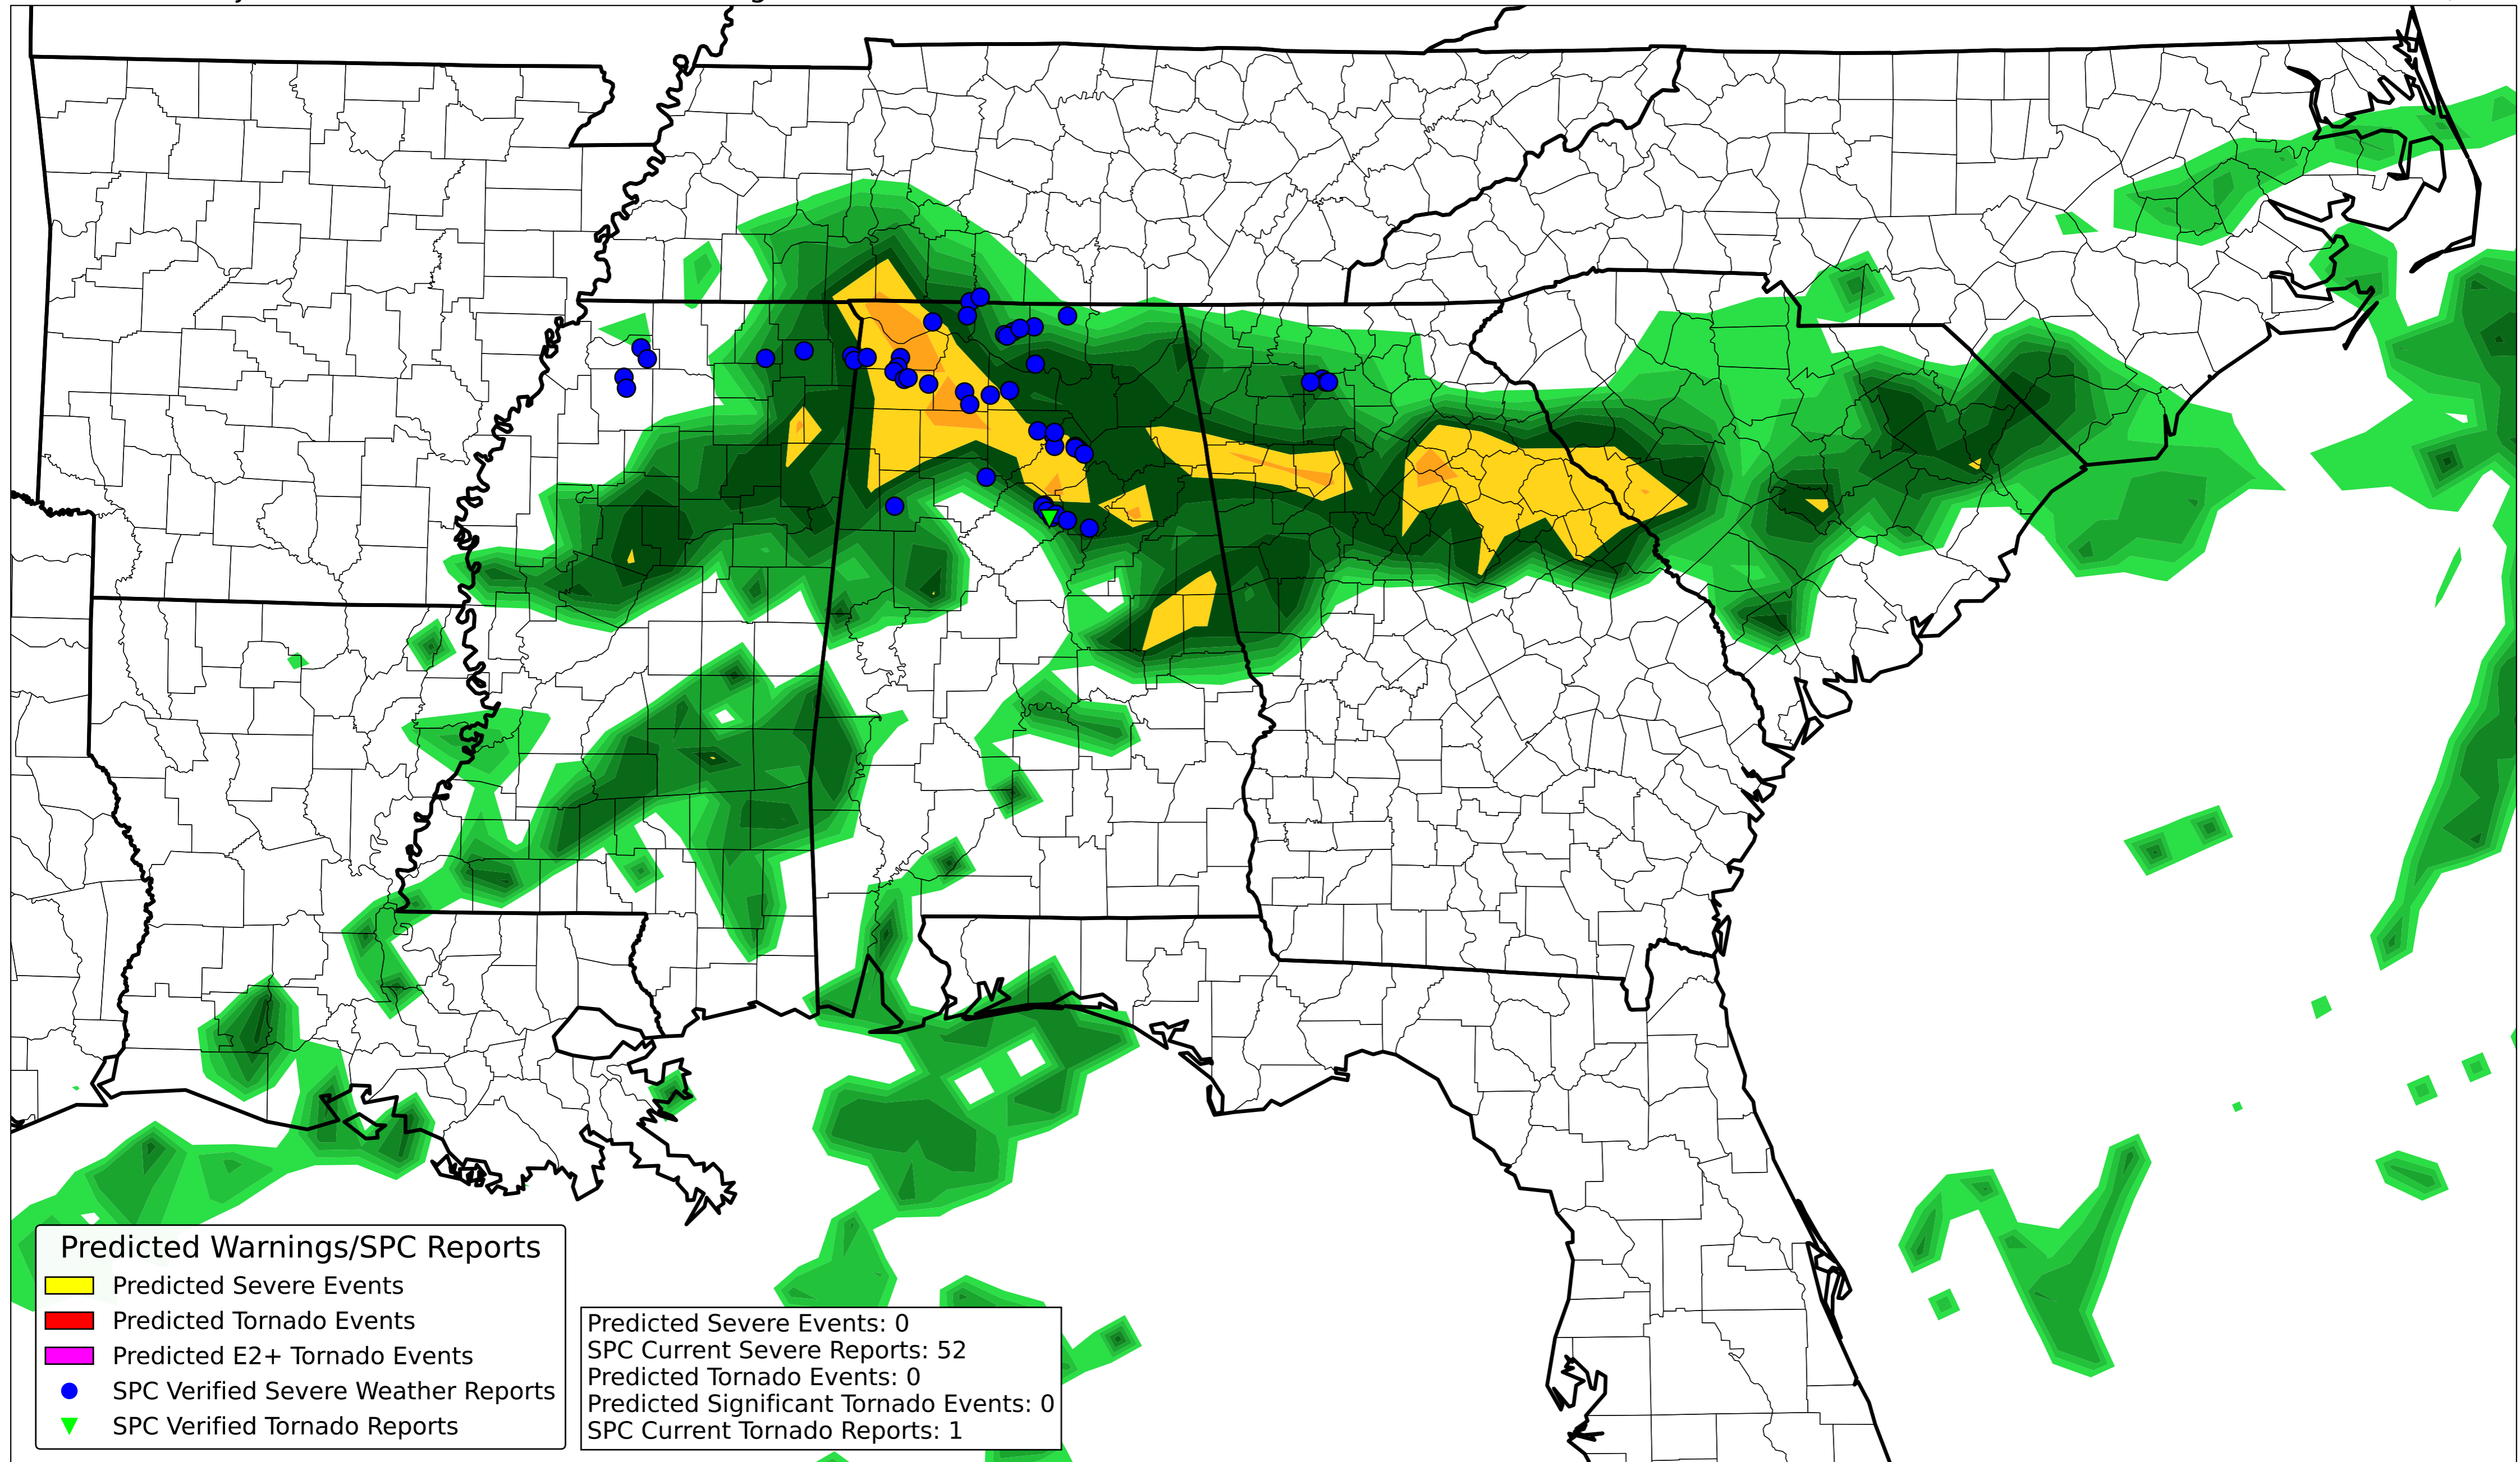 Predicted Warnings/SPC Reports
Predicted Severe Events
Predicted Tornado Events
Predicted E2+ Tornado Events
SPC Verified Severe Weather Reports
SPC Verified Tornado Reports
Predicted Severe Events: 0
SPC Current Severe Reports: 52
Predicted Tornado Events: 0
Predicted Significant Tornado Events: 0
SPC Current Tornado Reports: 1